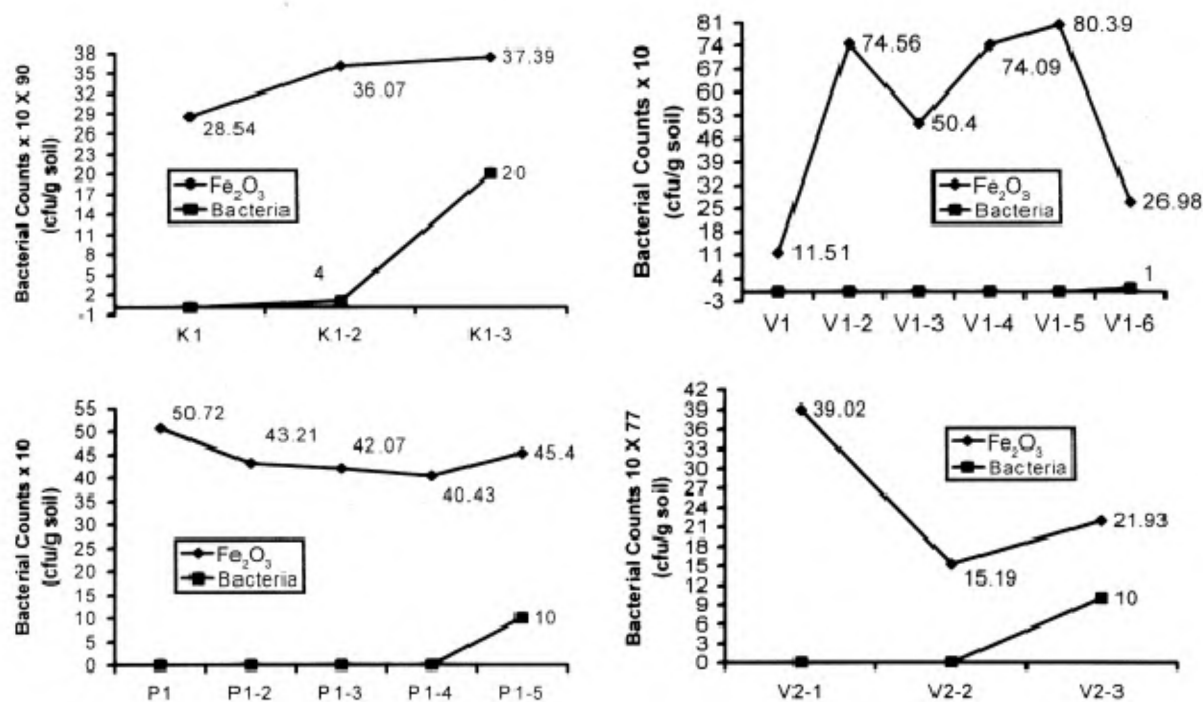 Bacterial Counts x 10 X 90
(cfu/g soil)
38
35
32
29
26
23
20
17
14
11
8
5
2
-1
28.54
36.07
37.39
4
20
Fe₂O₃
Bacteria
K1
K1-2
K1-3
Bacterial Counts x 10
(cfu/g soil)
81
74
67
60
53
46
39
32
25
18
11
4
-3
11.51
74.56
50.4
74.09
80.39
26.98
1
Fe₂O₃
Bacteria
V1
V1-2
V1-3
V1-4
V1-5
V1-6
Bacterial Counts x 10
(cfu/g soil)
55
50
45
40
35
30
25
20
15
10
5
0
50.72
43.21
42.07
40.43
45.4
10
Fe₂O₃
Bacteria
P1
P1-2
P1-3
P1-4
P1-5
Bacterial Counts 10 X 77
(cfu/g soil)
42
39
36
33
30
27
24
21
18
15
12
9
6
3
0
39.02
15.19
21.93
10
Fe₂O₃
Bacteria
V2-1
V2-2
V2-3